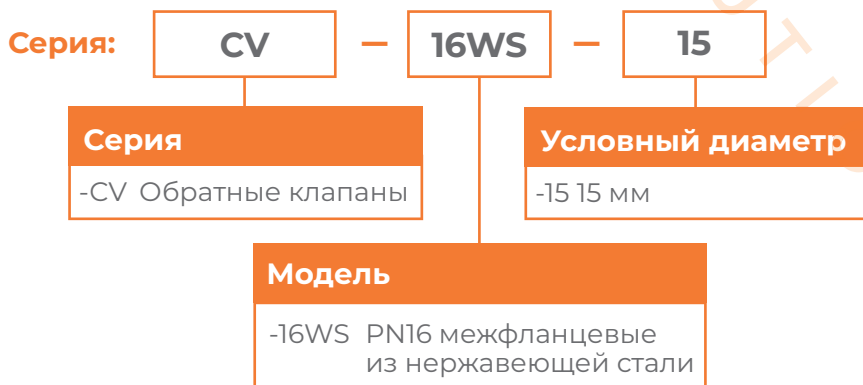 Серия: CV – 16WS – 15
Серия
-CV Обратные клапаны
Условный диаметр
-15 15 мм
Модель
-16WS PN16 межфланцевые
из нержавеющей стали